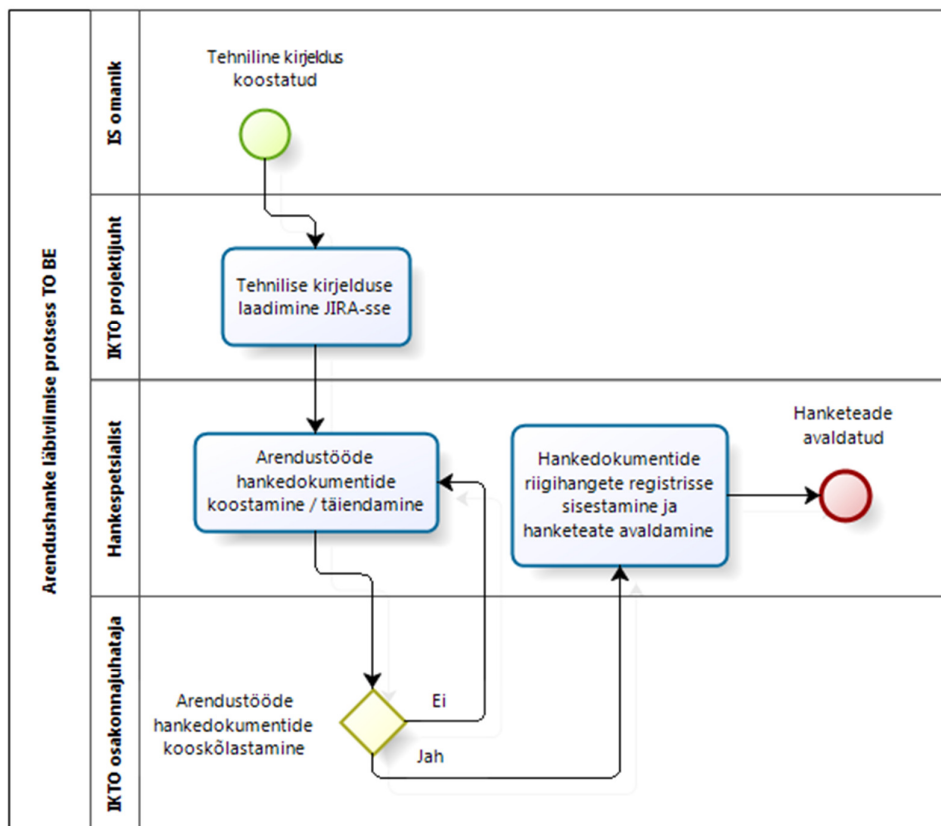 Arendushanke läbiviimise protsess TO BE
IS omanik
Tehniline kirjeldus
koostatud
IKTO projektijuht
Tehnilise kirjelduse
laadimine JIRA-sse
Hankespetsialist
Arendustööde
hankedokumentide
koostamine / täiendamine
Hankedokumentide
riigihangete registrisse
sisestamine ja
hanketeate avaldamine
Hanketeade
avaldatud
IKTO osakonnajuhataja
Arendustööde
hankedokumentide
kooskõlastamine
Ei
Jah